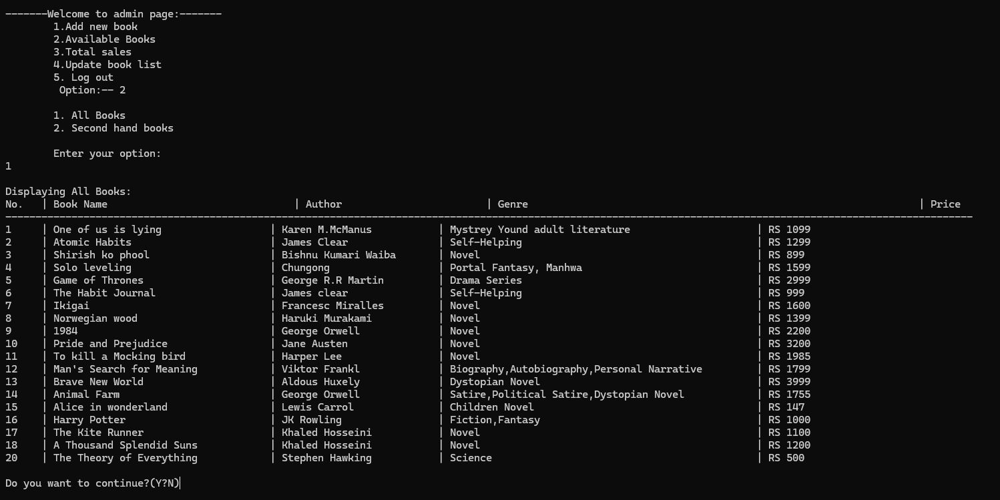 -------Welcome to admin page:-------
1.Add new book
2.Available Books
3.Total sales
4.Update book list
5. Log out
Option:-- 2
1. All Books
2. Second hand books
Enter your option:
1
Displaying All Books:
No. | Book Name | Author | Genre | Price
-----------------------------------------------------------------------------------------------------------------------------------------------------------------
1 | One of us is lying | Karen M.McManus | Mystrey Yound adult literature | RS 1099
2 | Atomic Habits | James Clear | Self-Helping | RS 1299
3 | Shirish ko phool | Bishnu Kumari Waiba | Novel | RS 899
4 | Solo leveling | Chungong | Portal Fantasy, Manhwa | RS 1599
5 | Game of Thrones | George R.R Martin | Drama Series | RS 2999
6 | The Habit Journal | James clear | Self-Helping | RS 999
7 | Ikigai | Francesc Miralles | Novel | RS 1600
8 | Norwegian wood | Haruki Murakami | Novel | RS 1399
9 | 1984 | George Orwell | Novel | RS 2200
10 | Pride and Prejudice | Jane Austen | Novel | RS 3200
11 | To kill a Mocking bird | Harper Lee | Novel | RS 1985
12 | Man's Search for Meaning | Viktor Frankl | Biography,Autobiography,Personal Narrative | RS 1799
13 | Brave New World | Aldous Huxely | Dystopian Novel | RS 3999
14 | Animal Farm | George Orwell | Satire,Political Satire,Dystopian Novel | RS 1755
15 | Alice in wonderland | Lewis Carrol | Children Novel | RS 147
16 | Harry Potter | JK Rowling | Fiction,Fantasy | RS 1000
17 | The Kite Runner | Khaled Hosseini | Novel | RS 1100
18 | A Thousand Splendid Suns | Khaled Hosseini | Novel | RS 1200
20 | The Theory of Everything | Stephen Hawking | Science | RS 500
Do you want to continue?(Y?N)